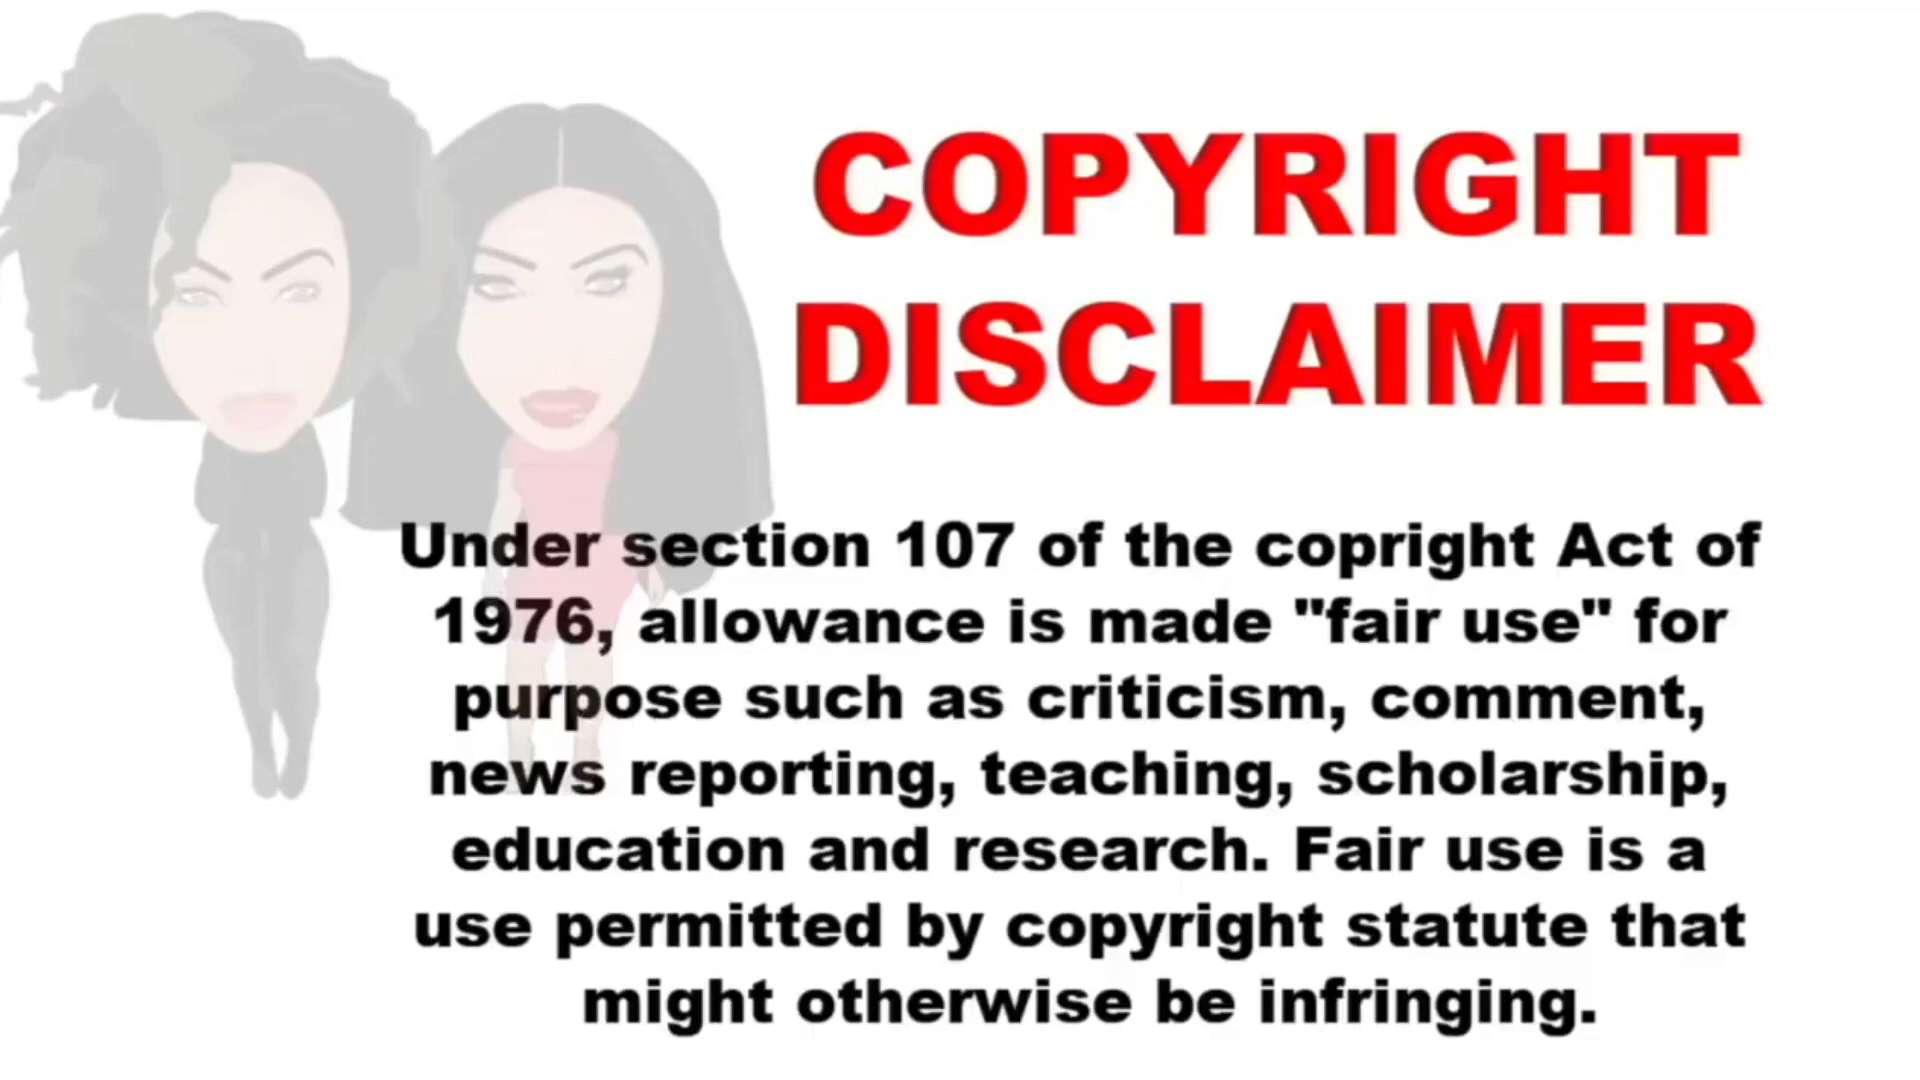 COPYRIGHT
DISCLAIMER
Under section 107 of the copright Act of
1976, allowance is made "fair use" for
purpose such as criticism, comment,
news reporting, teaching, scholarship,
education and research. Fair use is a
use permitted by copyright statute that
might otherwise be infringing.